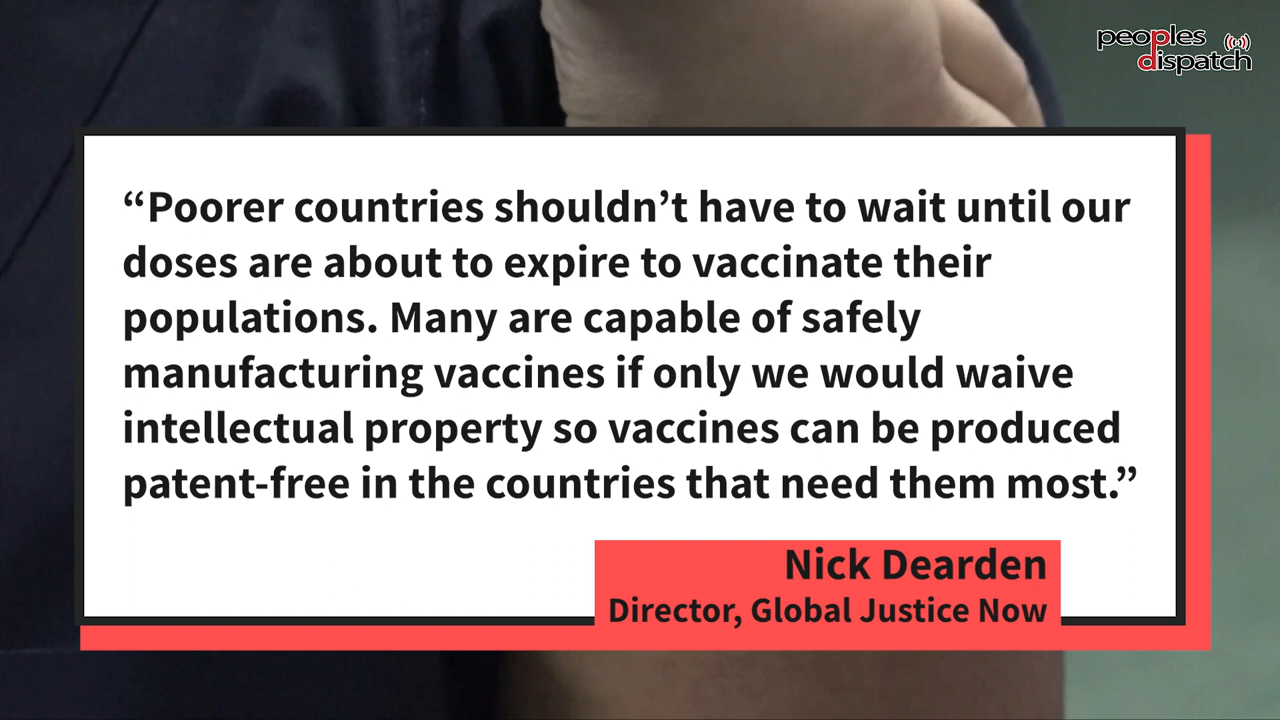 peoples
dispatch
“Poorer countries shouldn’t have to wait until our
doses are about to expire to vaccinate their
populations. Many are capable of safely
manufacturing vaccines if only we would waive
intellectual property so vaccines can be produced
patent-free in the countries that need them most.”
Nick Dearden
Director, Global Justice Now